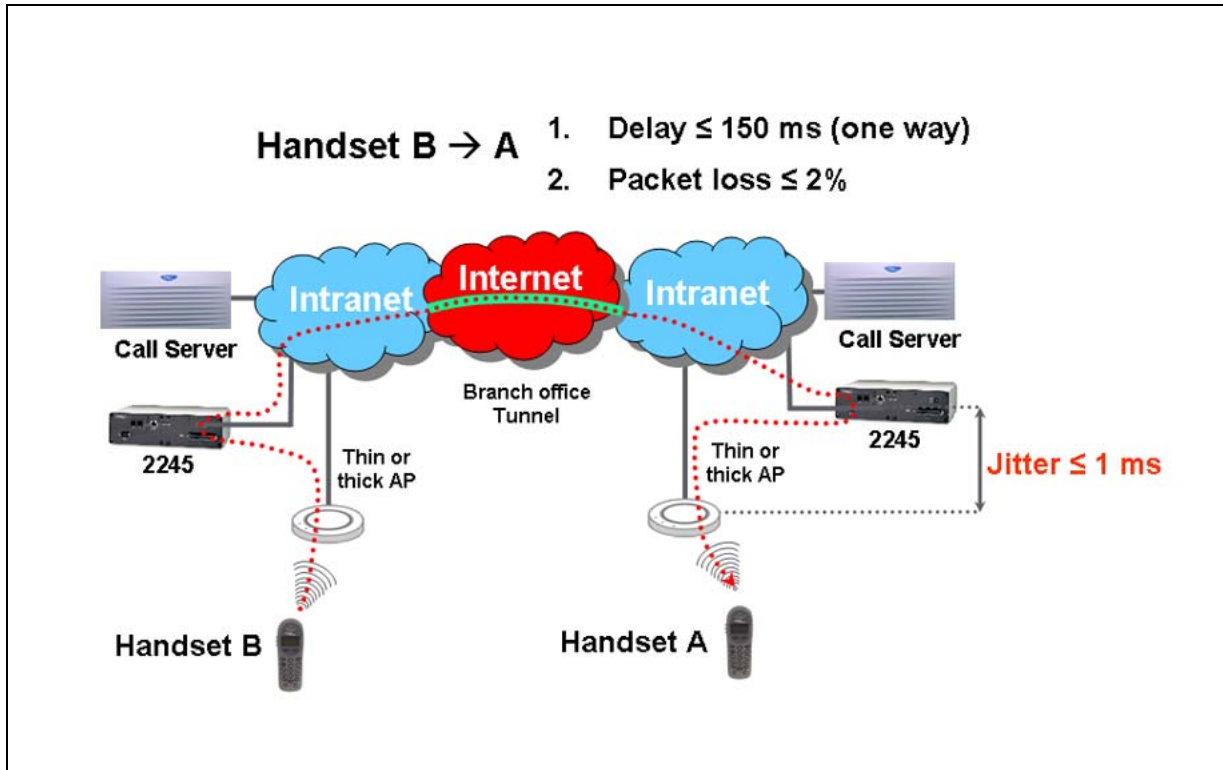 Handset B → A
1. Delay ≤ 150 ms (one way)
2. Packet loss ≤ 2%
Intranet
Internet
Intranet
Call Server
Call Server
Branch office
Tunnel
2245
2245
Thin or
thick AP
Thin or
thick AP
Jitter ≤ 1 ms
Handset B
Handset A